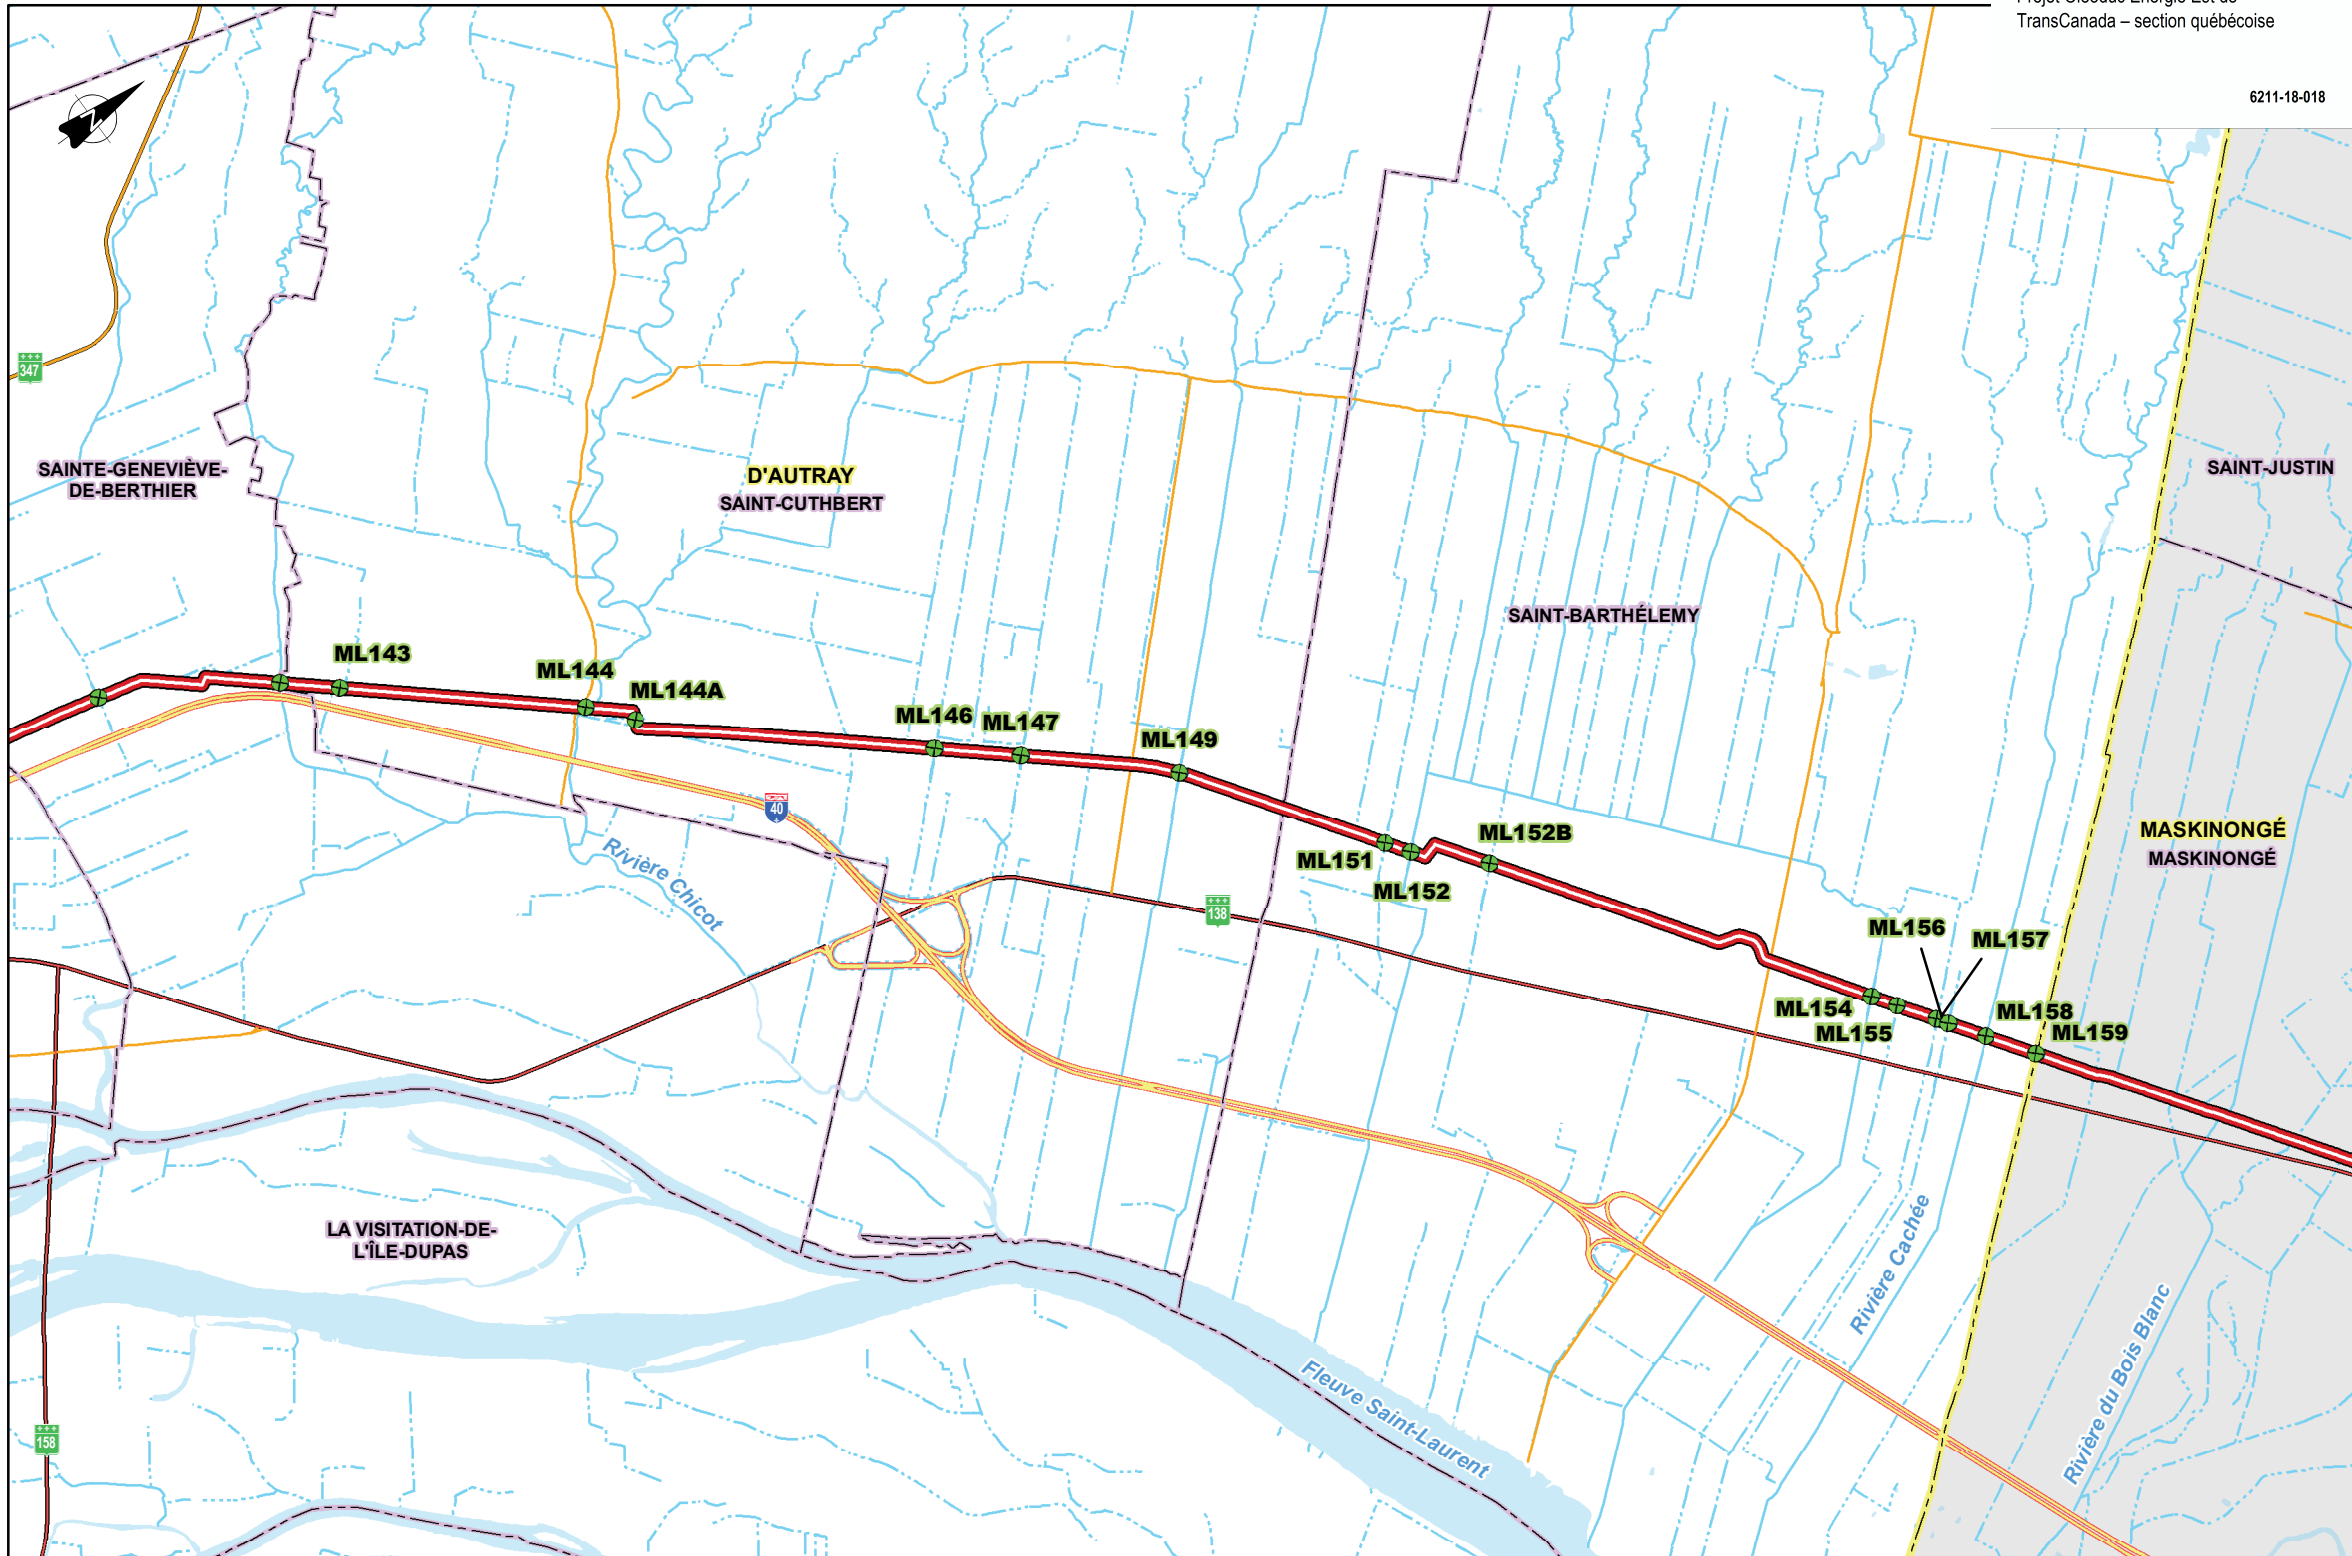 TransCanada – section québécoise
6211-18-018
N
347
SAINTE-GENEVIÈVE-
DE-BERTHIER
D'AUTRAY
SAINT-CUTHBERT
SAINT-JUSTIN
SAINT-BARTHÉLEMY
ML143
ML144
ML144A
ML146
ML147
ML149
40
Rivière Chicot
ML151
ML152
ML152B
138
MASKINONGÉ
MASKINONGÉ
ML156
ML157
ML154
ML155
ML158
ML159
LA VISITATION-DE-
L'ÎLE-DUPAS
Rivière Cachée
Rivière du Bois Blanc
Fleuve Saint-Laurent
158